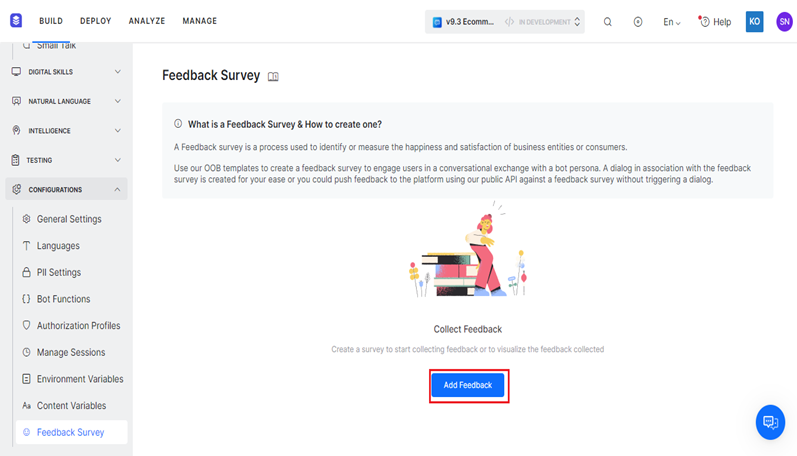 BUILD DEPLOY ANALYZE MANAGE v9.3 Ecomm... </> IN DEVELOPMENT En Help KO SN
Small Talk
DIGITAL SKILLS
NATURAL LANGUAGE
INTELLIGENCE
TESTING
CONFIGURATIONS
General Settings
Languages
PII Settings
Bot Functions
Authorization Profiles
Manage Sessions
Environment Variables
Content Variables
Feedback Survey
Feedback Survey
What is a Feedback Survey & How to create one?
A Feedback survey is a process used to identify or measure the happiness and satisfaction of business entities or consumers.
Use our OOB templates to create a feedback survey to engage users in a conversational exchange with a bot persona. A dialog in association with the feedback
survey is created for your ease or you could push feedback to the platform using our public API against a feedback survey without triggering a dialog.
Collect Feedback
Create a survey to start collecting feedback or to visualize the feedback collected
Add Feedback